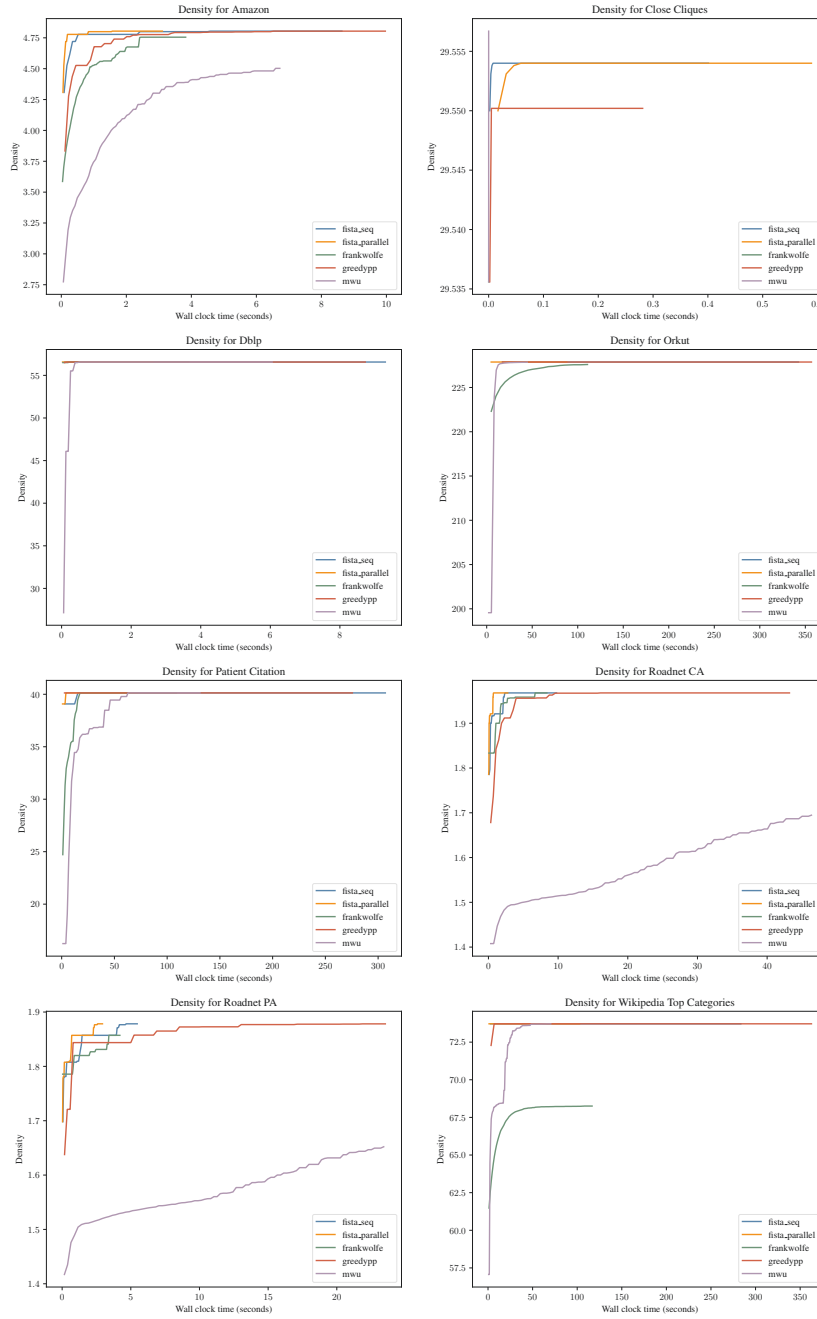 Density for Amazon
4.75
4.50
4.25
4.00
3.75
3.50
3.25
3.00
2.75
Density
0
2
4
6
8
10
Wall clock time (seconds)
fista_seq
fista_parallel
frankwolfe
greedypp
mwu
Density for Close Cliques
29.555
29.550
29.545
29.540
29.535
Density
0.0
0.1
0.2
0.3
0.4
0.5
Wall clock time (seconds)
fista_seq
fista_parallel
frankwolfe
greedypp
mwu
Density for Dblp
55
50
45
40
35
30
Density
0
2
4
6
8
Wall clock time (seconds)
fista_seq
fista_parallel
frankwolfe
greedypp
mwu
Density for Orkut
225
220
215
210
205
200
Density
0
50
100
150
200
250
300
350
Wall clock time (seconds)
fista_seq
fista_parallel
frankwolfe
greedypp
mwu
Density for Patient Citation
40
35
30
25
20
Density
0
50
100
150
200
250
300
Wall clock time (seconds)
fista_seq
fista_parallel
frankwolfe
greedypp
mwu
Density for Roadnet CA
1.9
1.8
1.7
1.6
1.5
1.4
Density
0
10
20
30
40
Wall clock time (seconds)
fista_seq
fista_parallel
frankwolfe
greedypp
mwu
Density for Roadnet PA
1.9
1.8
1.7
1.6
1.5
1.4
Density
0
5
10
15
20
Wall clock time (seconds)
fista_seq
fista_parallel
frankwolfe
greedypp
mwu
Density for Wikipedia Top Categories
72.5
70.0
67.5
65.0
62.5
60.0
57.5
Density
0
50
100
150
200
250
300
350
Wall clock time (seconds)
fista_seq
fista_parallel
frankwolfe
greedypp
mwu